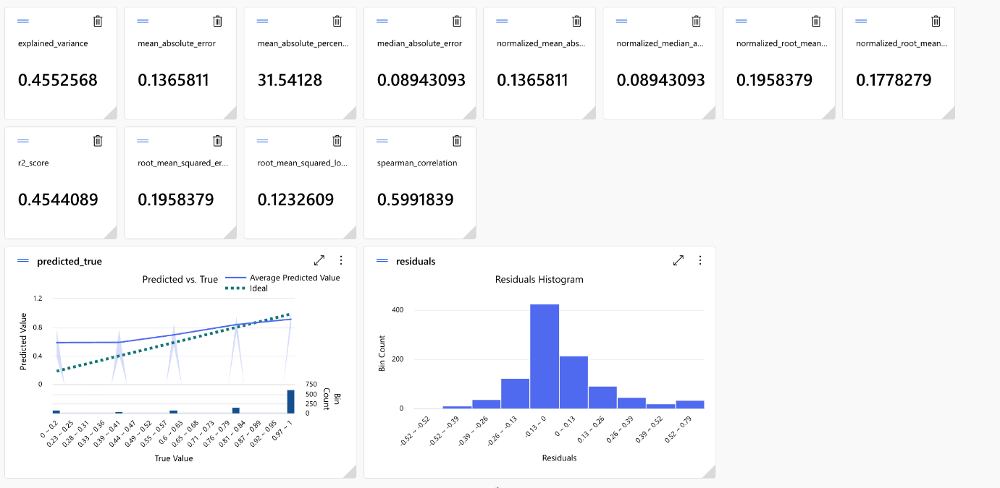 explained_variance
0.4552568
mean_absolute_error
0.1365811
mean_absolute_percen...
31.54128
median_absolute_error
0.08943093
normalized_mean_abs...
0.1365811
normalized_median_a...
0.08943093
normalized_root_mean...
0.1958379
normalized_root_mean...
0.1778279
r2_score
0.4544089
root_mean_squared_er...
0.1958379
root_mean_squared_lo...
0.1232609
spearman_correlation
0.5991839
predicted_true
Predicted vs. True
Average Predicted Value
Ideal
Predicted Value
1.2
0.8
0.4
0
750
500
250
0
Bin
Count
0 ~ 0.2
0.23 ~ 0.25
0.28 ~ 0.31
0.33 ~ 0.36
0.39 ~ 0.41
0.44 ~ 0.47
0.49 ~ 0.52
0.55 ~ 0.57
0.6 ~ 0.63
0.65 ~ 0.68
0.71 ~ 0.73
0.76 ~ 0.79
0.81 ~ 0.84
0.87 ~ 0.89
0.92 ~ 0.95
0.97 ~ 1
True Value
residuals
Residuals Histogram
Bin Count
400
200
0
-0.52 ~ -0.52
-0.52 ~ -0.39
-0.39 ~ -0.26
-0.26 ~ -0.13
-0.13 ~ 0
0 ~ 0.13
0.13 ~ 0.26
0.26 ~ 0.39
0.39 ~ 0.52
0.52 ~ 0.79
Residuals